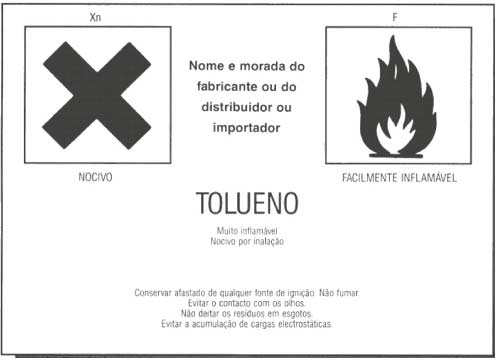 Xn
F
Nome e morada do
fabricante ou do
distribuidor ou
importador
NOCIVO
FACILMENTE INFLAMÁVEL
TOLUENO
Muito inflamável
Nocivo por inalação
Conservar afastado de qualquer fonte de ignição. Não fumar.
Evitar o contacto com os olhos.
Não deitar os resíduos em esgotos.
Evitar a acumulação de cargas electrostáticas.